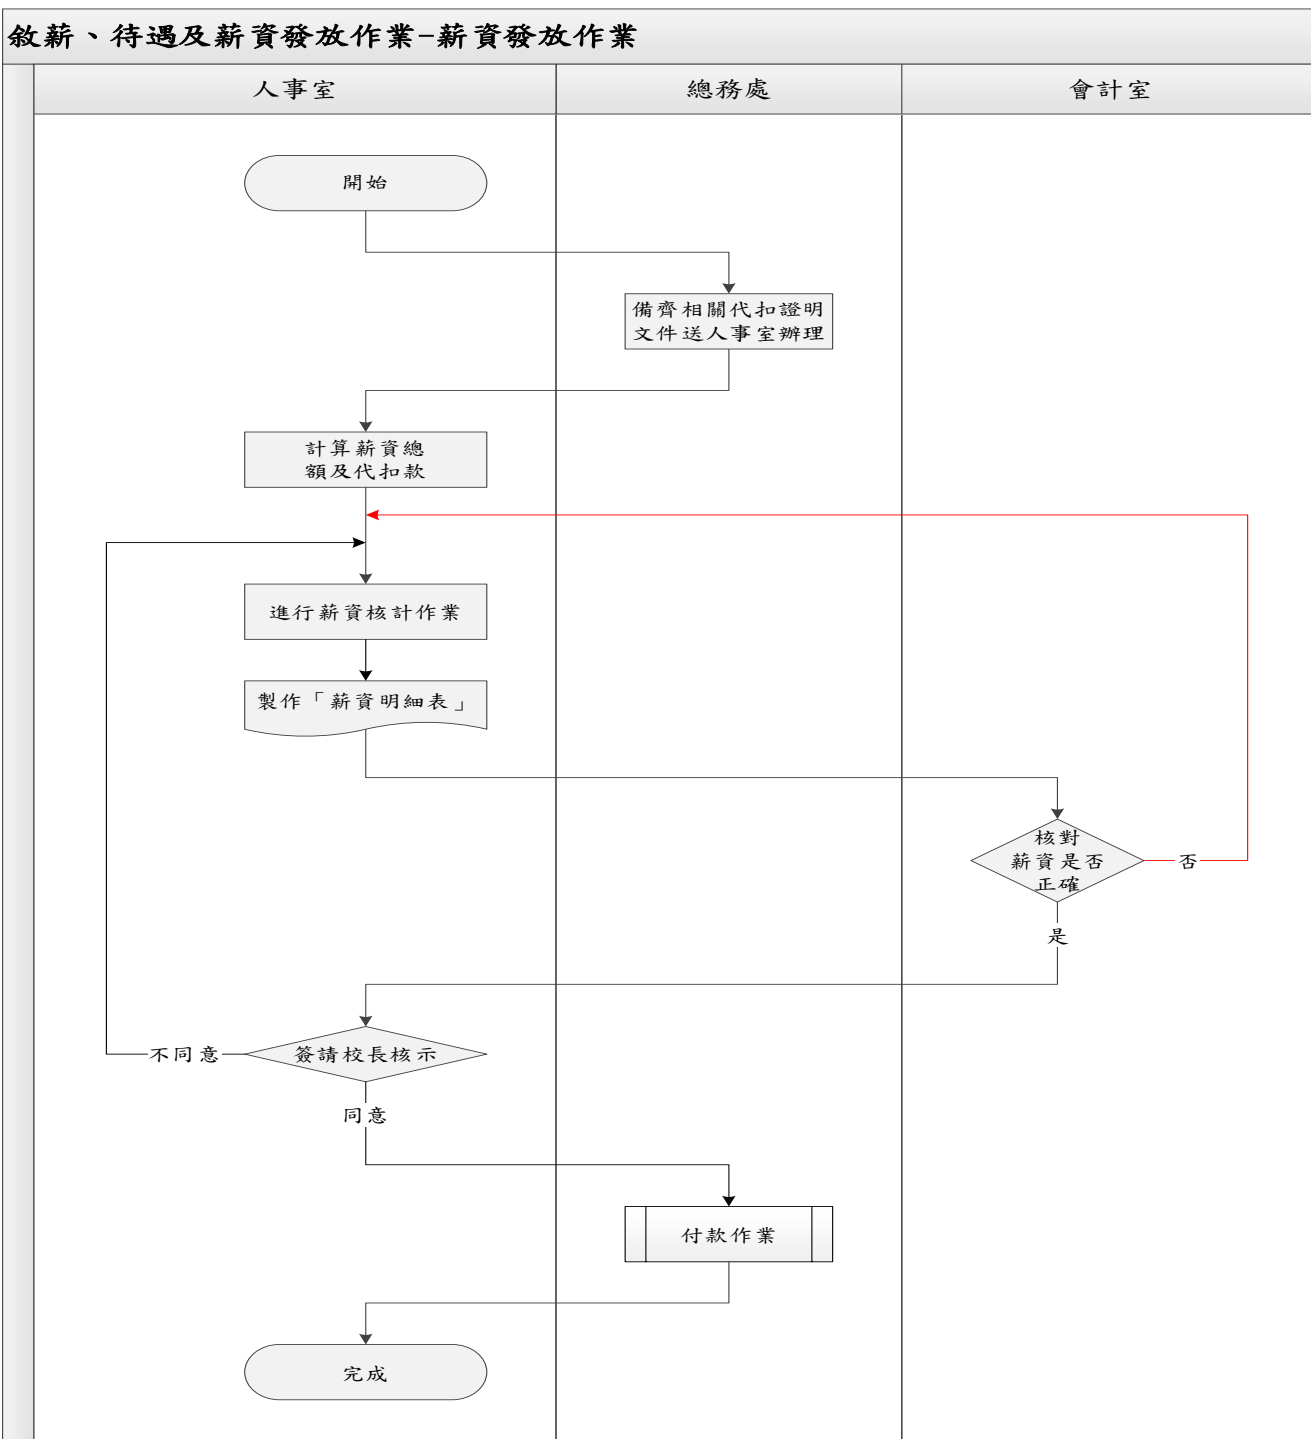 敘薪、待遇及薪資發放作業-薪資發放作業
人事室
總務處
會計室
開始
備齊相關代扣證明
文件送人事室辦理
計算薪資總
額及代扣款
進行薪資核計作業
製作「薪資明細表」
核對
薪資是否
正確
否
是
不同意
簽請校長核示
同意
付款作業
完成